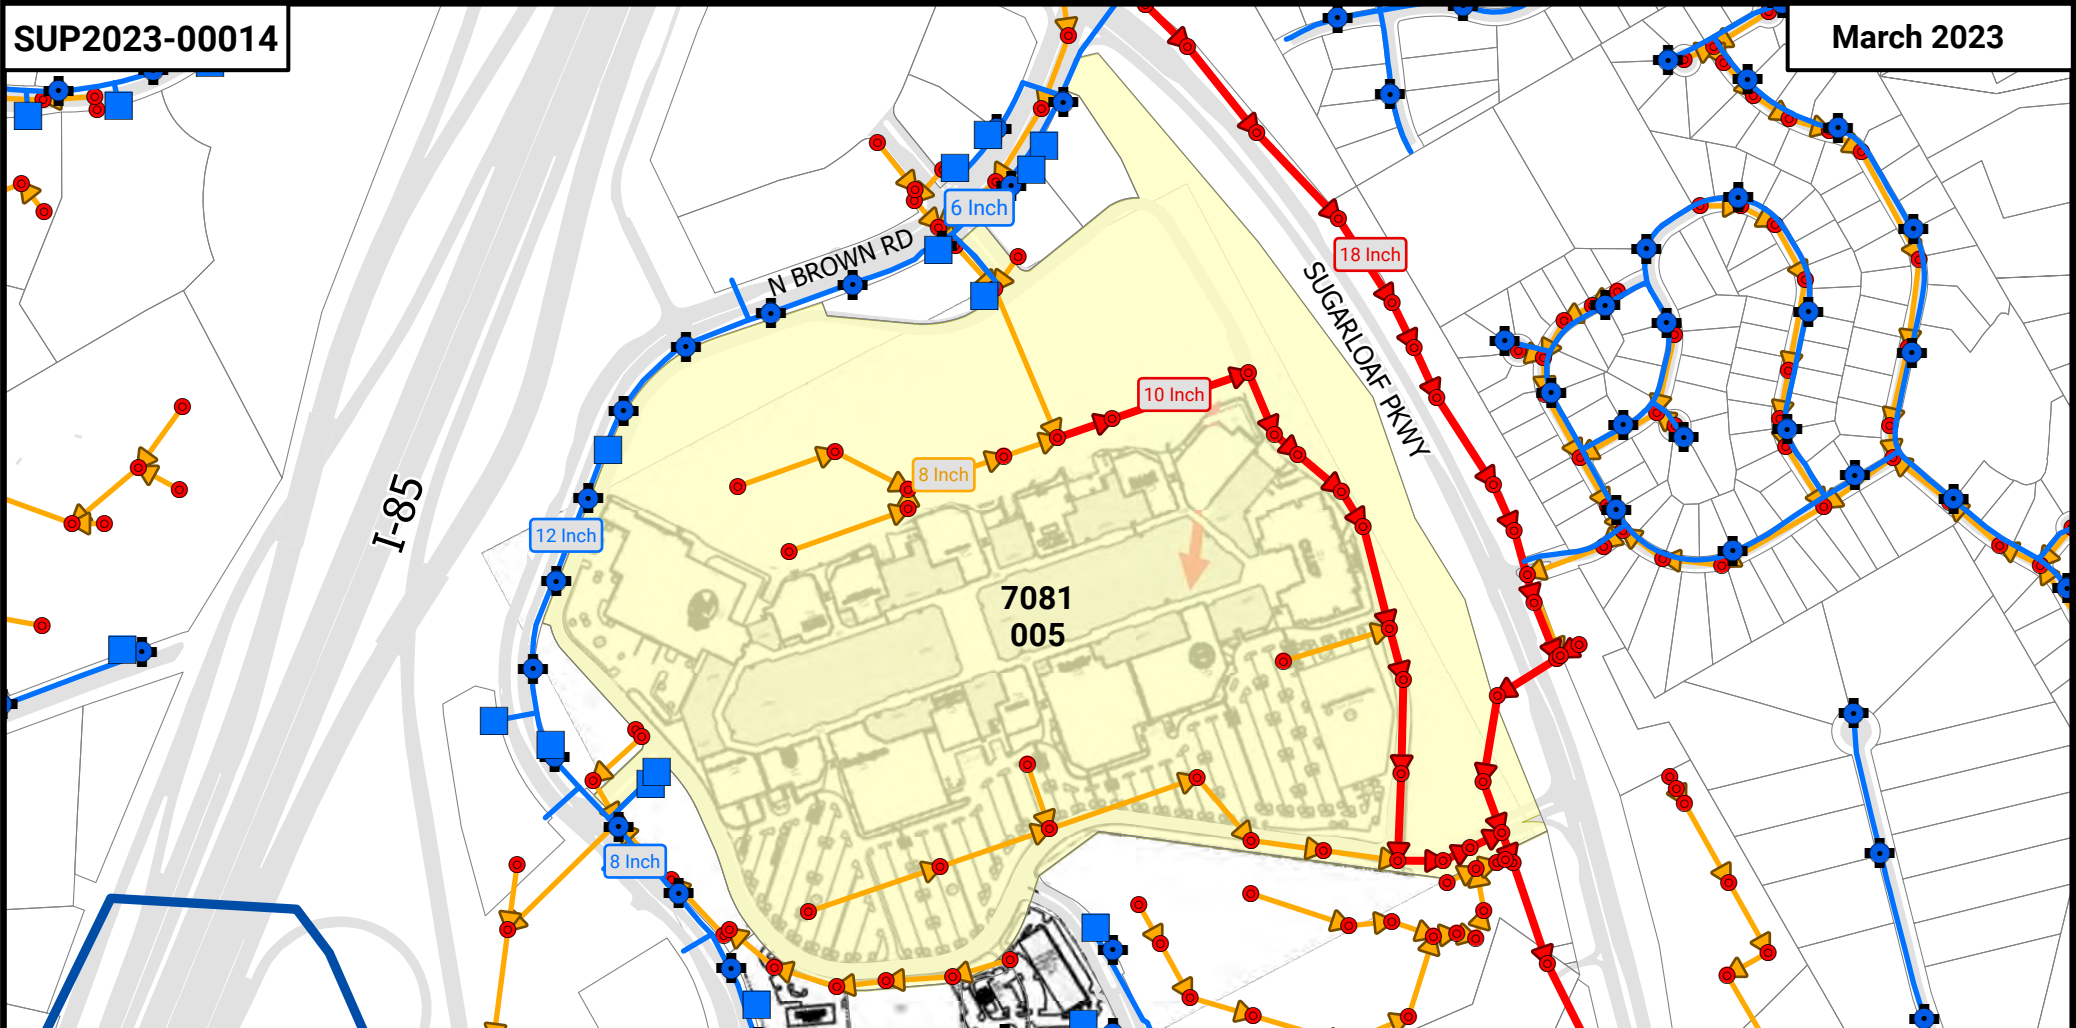 SUP2023-00014
March 2023
6 Inch
N BROWN RD
18 Inch
SUGARLOAF PKWY
10 Inch
8 Inch
I-85
12 Inch
7081
005
8 Inch